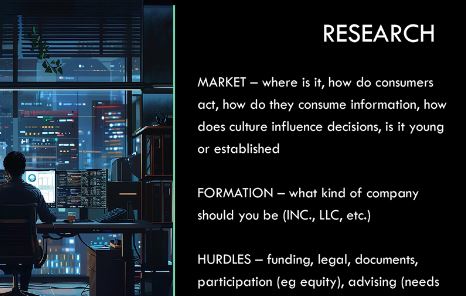 RESEARCH
MARKET – where is it, how do consumers
act, how do they consume information, how
does culture influence decisions, is it young
or established
FORMATION – what kind of company
should you be (INC., LLC, etc.)
HURDLES – funding, legal, documents,
participation (eg equity), advising (needs